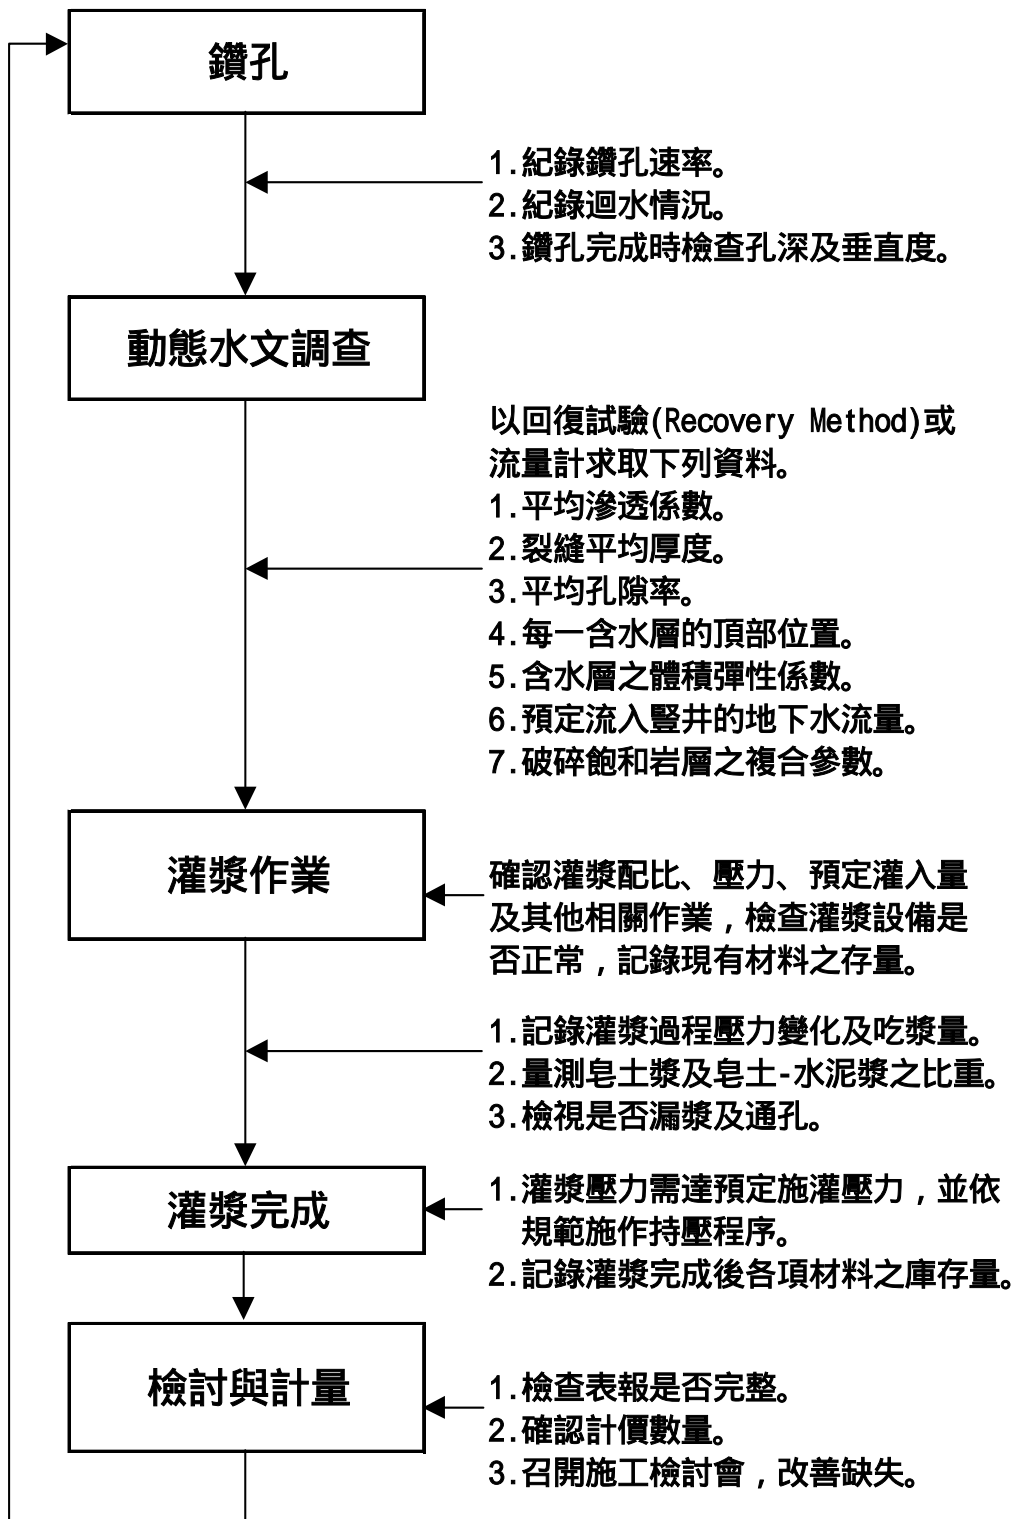 鑽孔
1.紀錄鑽孔速率。
2.紀錄迴水情況。
3.鑽孔完成時檢查孔深及垂直度。
動態水文調查
以回復試驗(Recovery Method)或
流量計求取下列資料。
1.平均滲透係數。
2.裂縫平均厚度。
3.平均孔隙率。
4.每一含水層的頂部位置。
5.含水層之體積彈性係數。
6.預定流入豎井的地下水流量。
7.破碎飽和岩層之複合參數。
灌漿作業
確認灌漿配比、壓力、預定灌入量
及其他相關作業，檢查灌漿設備是
否正常，記錄現有材料之存量。
1.記錄灌漿過程壓力變化及吃漿量。
2.量測皂土漿及皂土-水泥漿之比重。
3.檢視是否漏漿及通孔。
灌漿完成
1.灌漿壓力需達預定施灌壓力，並依
規範施作持壓程序。
2.記錄灌漿完成後各項材料之庫存量。
檢討與計量
1.檢查表報是否完整。
2.確認計價數量。
3.召開施工檢討會，改善缺失。